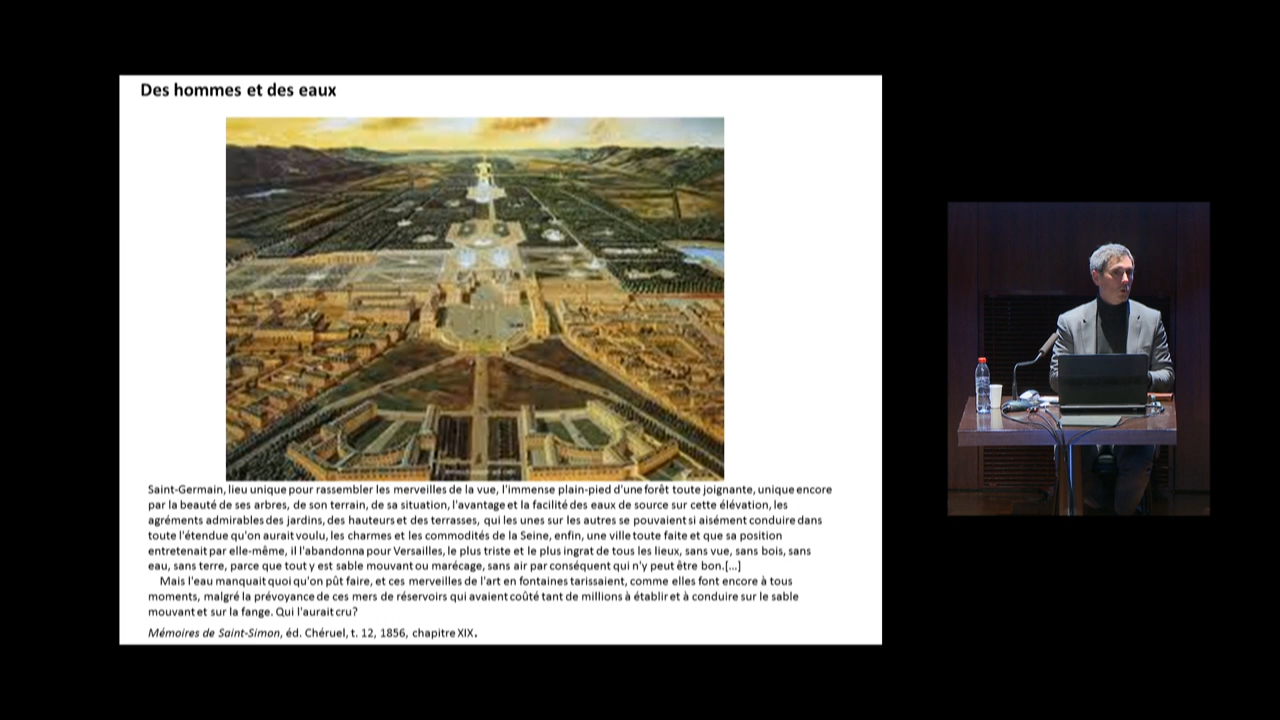 Des hommes et des eaux
Saint-Germain, lieu unique pour rassembler les merveilles de la vue, l'immense plain-pied d'une forêt toute joignante, unique encore
par la beauté de ses arbres, de son terrain, de sa situation, l'avantage et la facilité des eaux de source sur cette élévation, les
agréments admirables des jardins, des hauteurs et des terrasses, qui les unes sur les autres se pouvaient si aisément conduire dans
toute l'étendue qu'on aurait voulu, les charmes et les commodités de la Seine, enfin, une ville toute faite et que sa position
entretenait par elle-même, il l'abandonna pour Versailles, le plus triste et le plus ingrat de tous les lieux, sans vue, sans bois, sans
eau, sans terre, parce que tout y est sable mouvant ou marécage, sans air par conséquent qui n'y peut être bon.[...]
Mais l'eau manquait quoi qu'on pût faire, et ces merveilles de l'art en fontaines tarissaient, comme elles font encore à tous
moments, malgré la prévoyance de ces mers de réservoirs qui avaient coûté tant de millions à établir et à conduire sur le sable
mouvant et sur la fange. Qui l'aurait cru?
Mémoires de Saint-Simon, éd. Chéruel, t. 12, 1856, chapitre XIX.